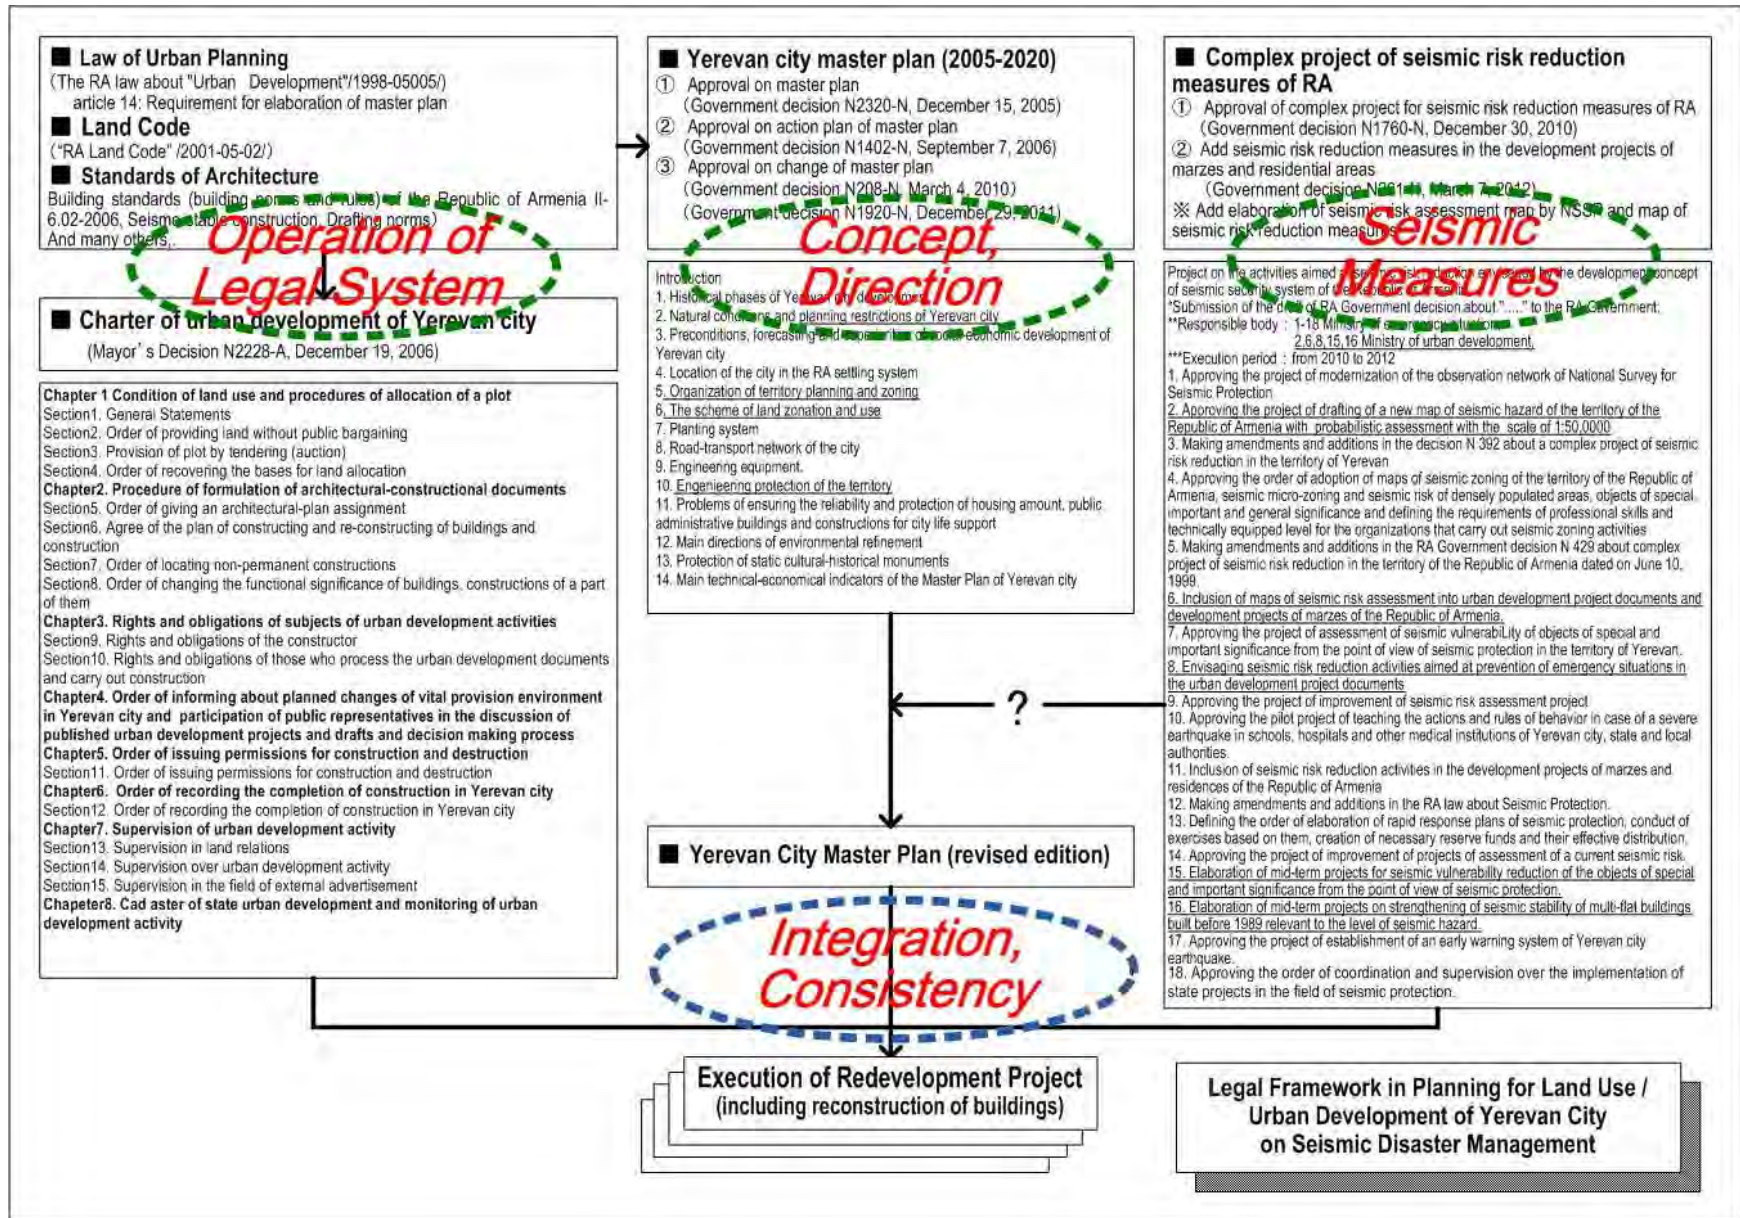 ■ Law of Urban Planning
(The RA law about "Urban Development"/1998-05005/)
article 14: Requirement for elaboration of master plan
■ Land Code
("RA Land Code" /2001-05-02/)
■ Standards of Architecture
Building standards (building norms and rules) of the Republic of Armenia II-
6.02-2006, Seismc stable construction, Drafting norms)
And many others,.
Operation of
Legal System
■ Charter of urban development of Yerevan city
(Mayor's Decision N2228-A, December 19, 2006)
Chapter 1 Condition of land use and procedures of allocation of a plot
Section1. General Statements
Section2. Order of providing land without public bargaining
Section3. Provision of plot by tendering (auction)
Section4. Order of recovering the bases for land allocation
Chapter2. Procedure of formulation of architectural-constructional documents
Section5. Order of giving an architectural-plan assignment
Section6. Agree of the plan of constructing and re-constructing of buildings and
construction
Section7. Order of locating non-permanent constructions
Section8. Order of changing the functional significance of buildings, constructions of a part
of them
Chapter3. Rights and obligations of subjects of urban development activities
Section9. Rights and obligations of the constructor
Section10. Rights and obligations of those who process the urban development documents
and carry out construction
Chapter4. Order of informing about planned changes of vital provision environment
in Yerevan city and participation of public representatives in the discussion of
published urban development projects and drafts and decision making process
Chapter5. Order of issuing permissions for construction and destruction
Section11. Order of issuing permissions for construction and destruction
Chapter6. Order of recording the completion of construction in Yerevan city
Section12. Order of recording the completion of construction in Yerevan city
Chapter7. Supervision of urban development activity
Section13. Supervision in land relations
Section14. Supervision over urban development activity
Section15. Supervision in the field of external advertisement
Chapeter8. Cad aster of state urban development and monitoring of urban
development activity
■ Yerevan city master plan (2005-2020)
① Approval on master plan
(Government decision N2320-N, December 15, 2005)
② Approval on action plan of master plan
(Government decision N1402-N, September 7, 2006)
③ Approval on change of master plan
(Government decision N208-N, March 4, 2010)
(Government decision N1920-N, December 29, 2011)
Concept,
Direction
Introduction
1. Historical phases of Yerevan city
2. Natural conditions and planning restrictions of Yerevan city
3. Preconditions, forecasting and economic development of
Yerevan city
4. Location of the city in the RA settling system
5. Organization of territory planning and zoning
6. The scheme of land zonation and use
7. Planting system
8. Road-transport network of the city
9. Engineering equipment.
10. Engenieering protection of the territory
11. Problems of ensuring the reliability and protection of housing amount, public
administrative buildings and constructions for city life support
12. Main directions of environmental refinement
13. Protection of static cultural-historical monuments
14. Main technical-economical indicators of the Master Plan of Yerevan city
?
■ Yerevan City Master Plan (revised edition)
Integration,
Consistency
Execution of Redevelopment Project
(including reconstruction of buildings)
■ Complex project of seismic risk reduction
measures of RA
① Approval of complex project for seismic risk reduction measures of RA
(Government decision N1760-N, December 30, 2010)
② Add seismic risk reduction measures in the development projects of
marzes and residential areas
(Government decision March 7, 2012)
※ Add elaboration of seismic risk assessment map by NSSP and map of
seismic risk reduction measures
Seismic
Measures
Project on the activities aimed at seismic risk reduction envisaged by the development concept
of seismic security system of the Republic of
*Submission of the draft of RA Government decision about "....." to the RA Government.
**Responsible body : 1-18 Ministry of
2,6,8,15,16 Ministry of urban development,
***Execution period : from 2010 to 2012
1. Approving the project of modernization of the observation network of National Survey for
Seismic Protection
2. Approving the project of drafting of a new map of seismic hazard of the territory of the
Republic of Armenia with probabilistic assessment with the scale of 1:50,0000
3. Making amendments and additions in the decision N 392 about a complex project of seismic
risk reduction in the territory of Yerevan
4. Approving the order of adoption of maps of seismic zoning of the territory of the Republic of
Armenia, seismic micro-zoning and seismic risk of densely populated areas, objects of special
important and general significance and defining the requirements of professional skills and
technically equipped level for the organizations that carry out seismic zoning activities
5. Making amendments and additions in the RA Government decision N 429 about complex
project of seismic risk reduction in the territory of the Republic of Armenia dated on June 10,
1999.
6. Inclusion of maps of seismic risk assessment into urban development project documents and
development projects of marzes of the Republic of Armenia.
7. Approving the project of assessment of seismic vulnerability of objects of special and
important significance from the point of view of seismic protection in the territory of Yerevan.
8. Envisaging seismic risk reduction activities aimed at prevention of emergency situations in
the urban development project documents
9. Approving the project of improvement of seismic risk assessment project
10. Approving the pilot project of teaching the actions and rules of behavior in case of a severe
earthquake in schools, hospitals and other medical institutions of Yerevan city, state and local
authorities.
11. Inclusion of seismic risk reduction activities in the development projects of marzes and
residences of the Republic of Armenia
12. Making amendments and additions in the RA law about Seismic Protection.
13. Defining the order of elaboration of rapid response plans of seismic protection, conduct of
exercises based on them, creation of necessary reserve funds and their effective distribution,
14. Approving the project of improvement of projects of assessment of a current seismic risk.
15. Elaboration of mid-term projects for seismic vulnerability reduction of the objects of special
and important significance from the point of view of seismic protection.
16. Elaboration of mid-term projects on strengthening of seismic stability of multi-flat buildings
built before 1989 relevant to the level of seismic hazard.
17. Approving the project of establishment of an early warning system of Yerevan city
earthquake.
18. Approving the order of coordination and supervision over the implementation of
state projects in the field of seismic protection.
Legal Framework in Planning for Land Use /
Urban Development of Yerevan City
on Seismic Disaster Management